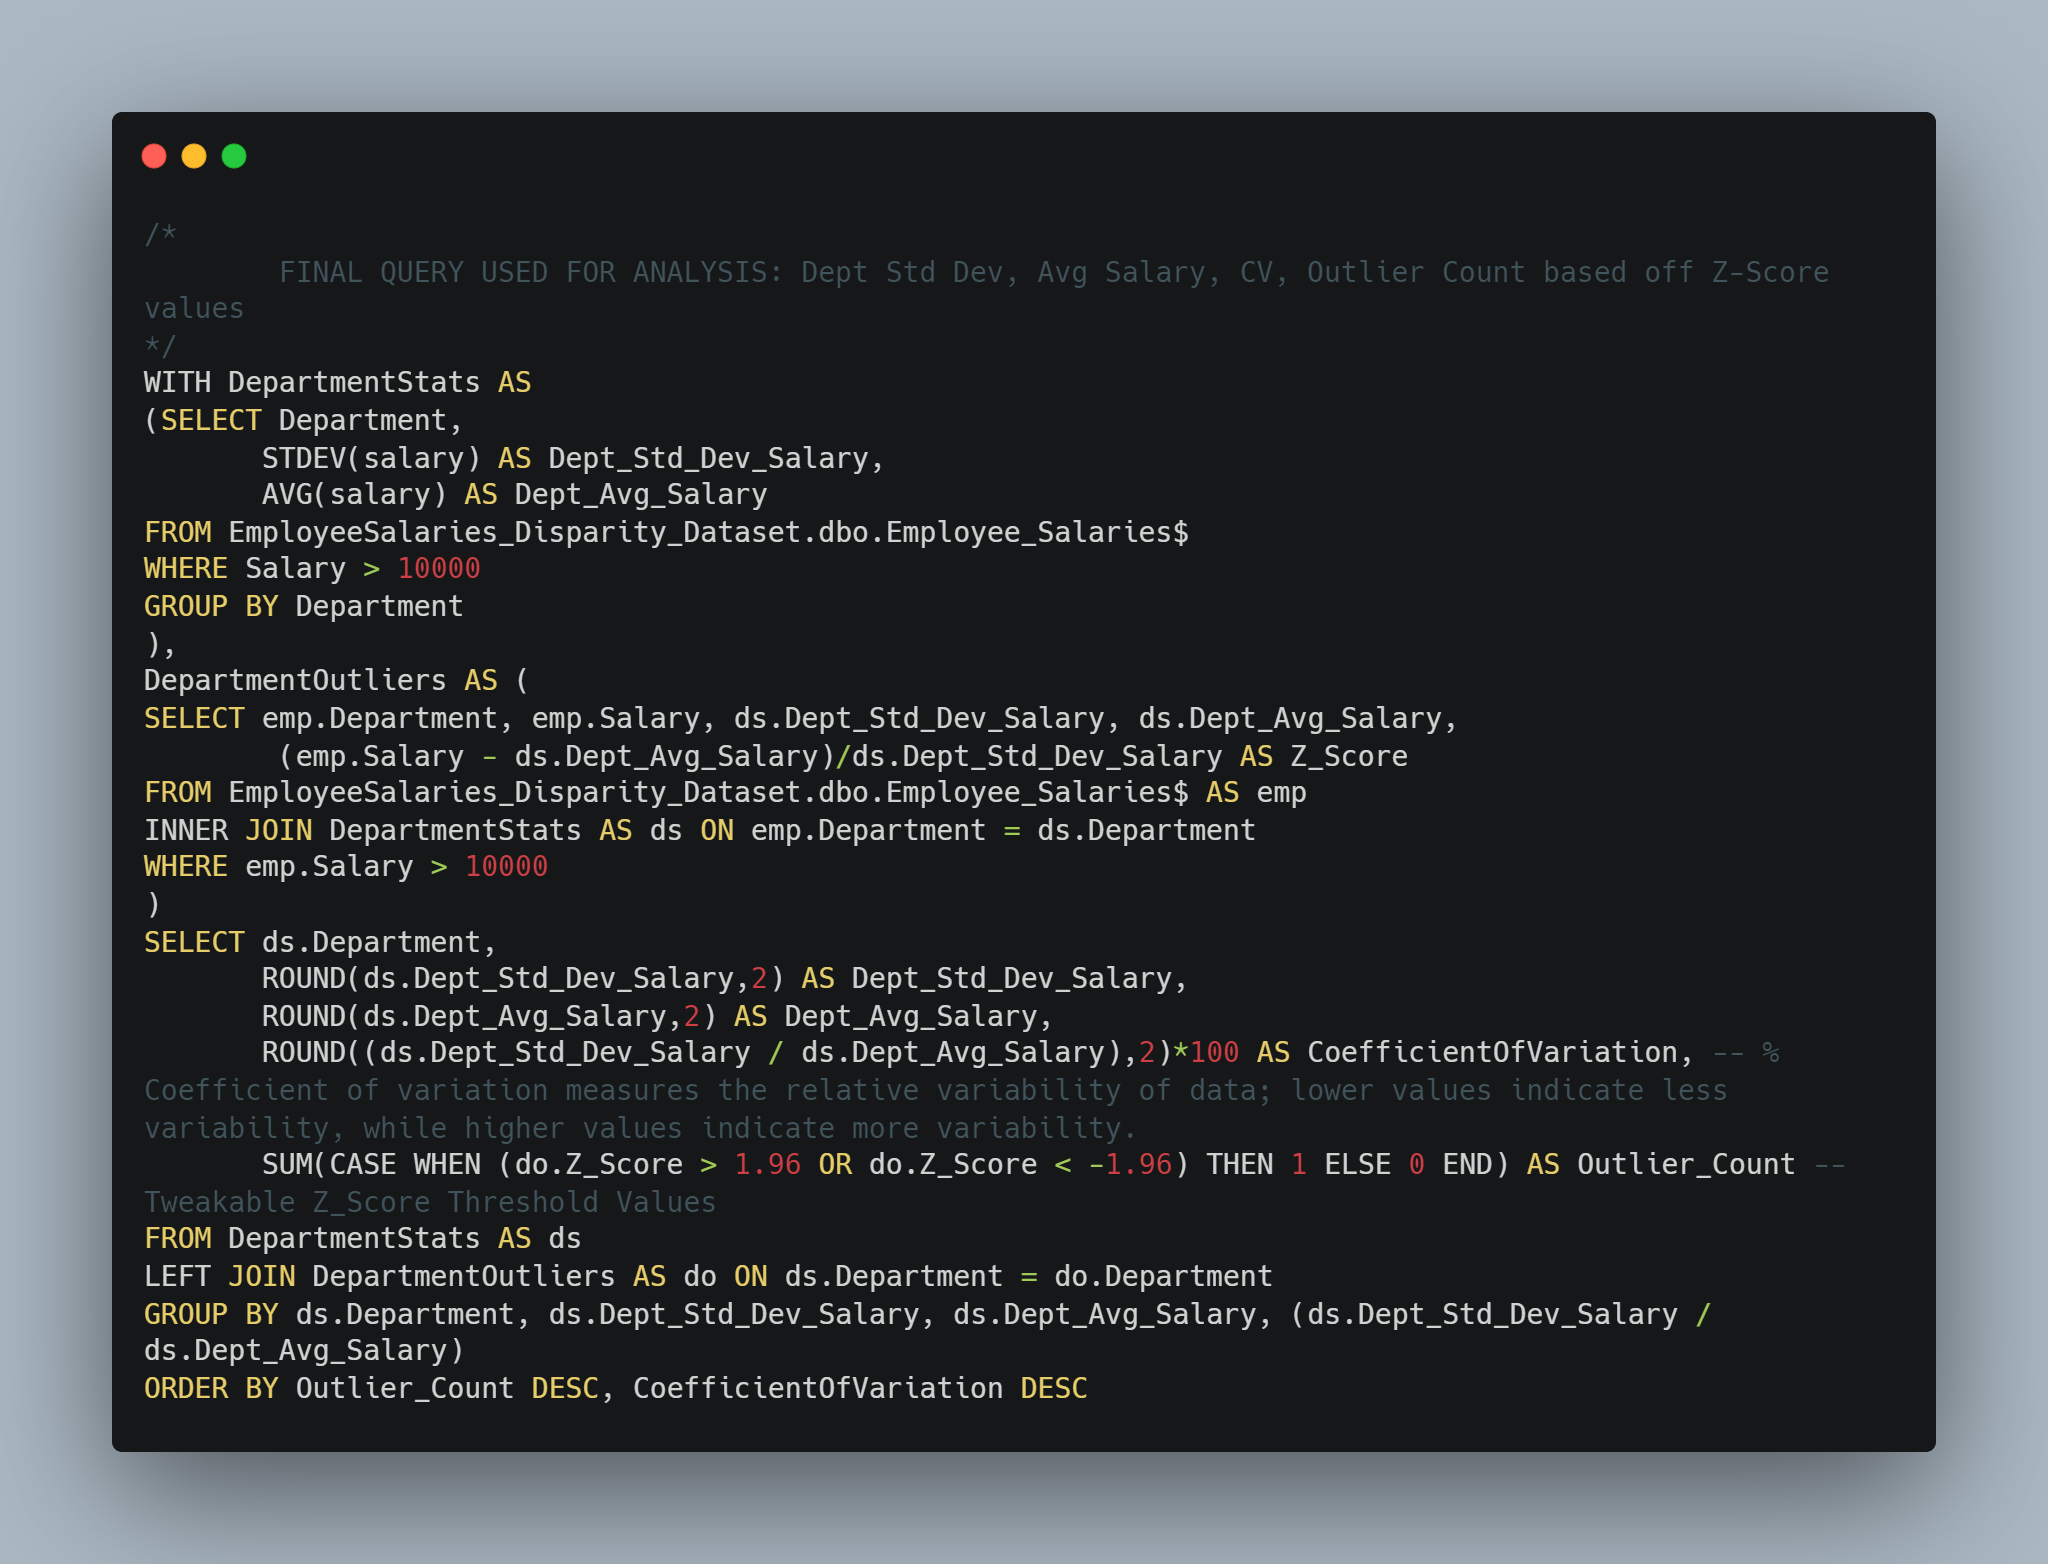 /*
        FINAL QUERY USED FOR ANALYSIS: Dept Std Dev, Avg Salary, CV, Outlier Count based off Z-Score
values
*/
WITH DepartmentStats AS
(SELECT Department,
       STDEV(salary) AS Dept_Std_Dev_Salary,
       AVG(salary) AS Dept_Avg_Salary
FROM EmployeeSalaries_Disparity_Dataset.dbo.Employee_Salaries$
WHERE Salary > 10000
GROUP BY Department
),
DepartmentOutliers AS (
SELECT emp.Department, emp.Salary, ds.Dept_Std_Dev_Salary, ds.Dept_Avg_Salary,
        (emp.Salary - ds.Dept_Avg_Salary)/ds.Dept_Std_Dev_Salary AS Z_Score
FROM EmployeeSalaries_Disparity_Dataset.dbo.Employee_Salaries$ AS emp
INNER JOIN DepartmentStats AS ds ON emp.Department = ds.Department
WHERE emp.Salary > 10000
)
SELECT ds.Department,
       ROUND(ds.Dept_Std_Dev_Salary,2) AS Dept_Std_Dev_Salary,
       ROUND(ds.Dept_Avg_Salary,2) AS Dept_Avg_Salary,
       ROUND((ds.Dept_Std_Dev_Salary / ds.Dept_Avg_Salary),2)*100 AS CoefficientOfVariation, -- %
Coefficient of variation measures the relative variability of data; lower values indicate less
variability, while higher values indicate more variability.
       SUM(CASE WHEN (do.Z_Score > 1.96 OR do.Z_Score < -1.96) THEN 1 ELSE 0 END) AS Outlier_Count --
Tweakable Z_Score Threshold Values
FROM DepartmentStats AS ds
LEFT JOIN DepartmentOutliers AS do ON ds.Department = do.Department
GROUP BY ds.Department, ds.Dept_Std_Dev_Salary, ds.Dept_Avg_Salary, (ds.Dept_Std_Dev_Salary /
ds.Dept_Avg_Salary)
ORDER BY Outlier_Count DESC, CoefficientOfVariation DESC